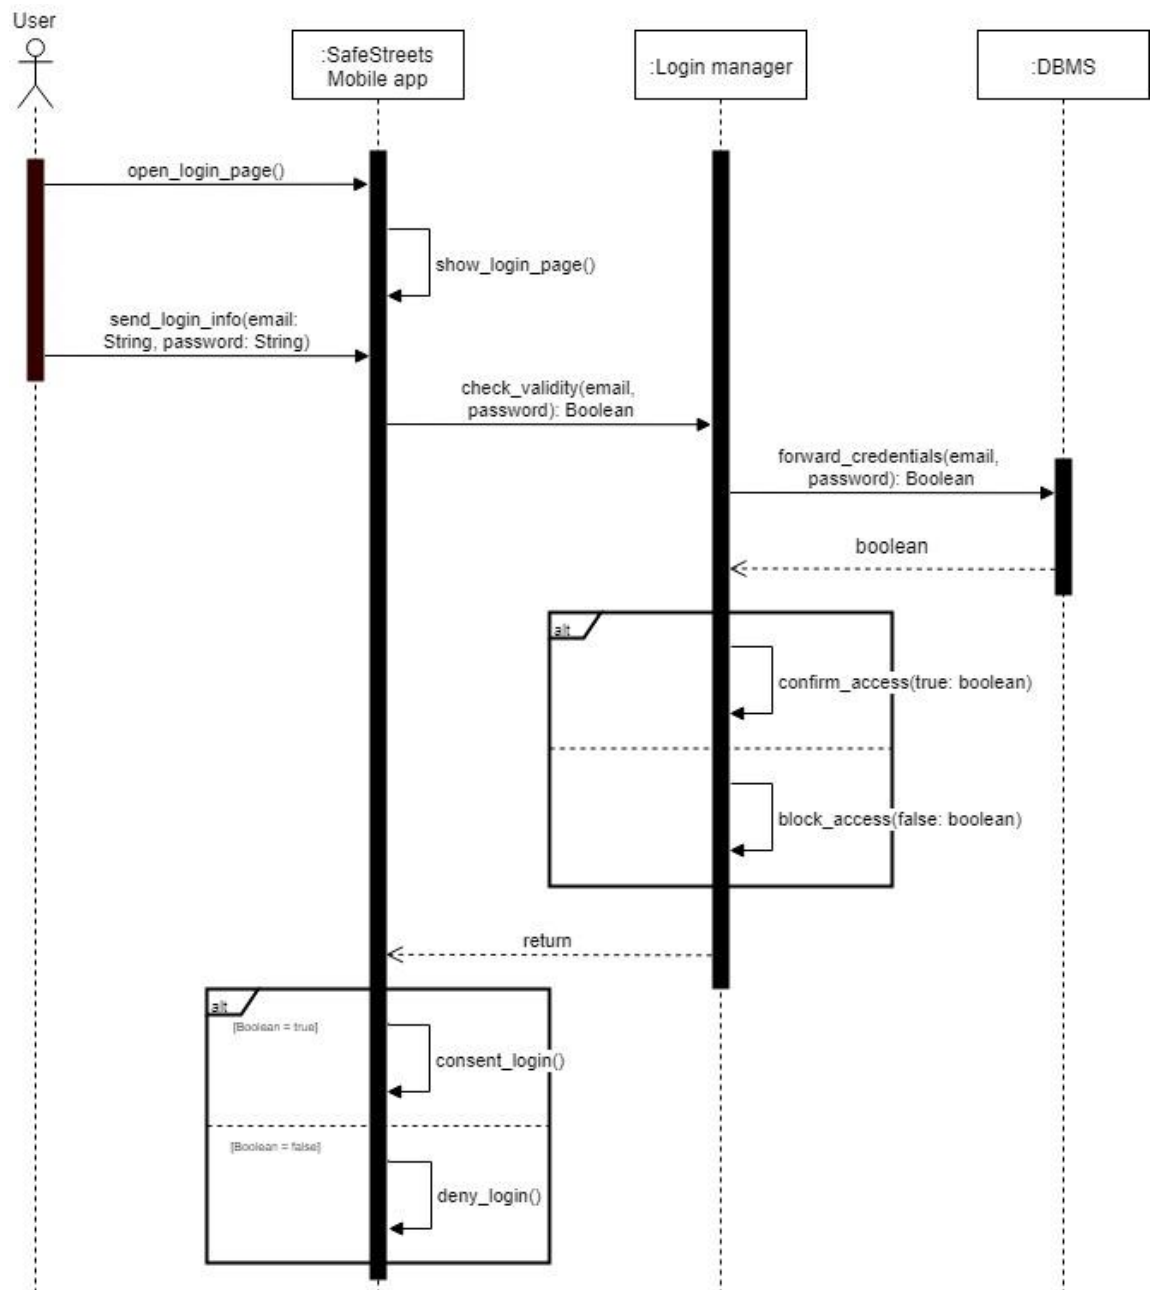 User
:SafeStreets
Mobile app
:Login manager
:DBMS
open_login_page()
show_login_page()
send_login_info(email:
String, password: String)
check_validity(email,
password): Boolean
forward_credentials(email,
password): Boolean
boolean
alt
confirm_access(true: boolean)
block_access(false: boolean)
return
alt
[Boolean = true]
consent_login()
[Boolean = false]
deny_login()